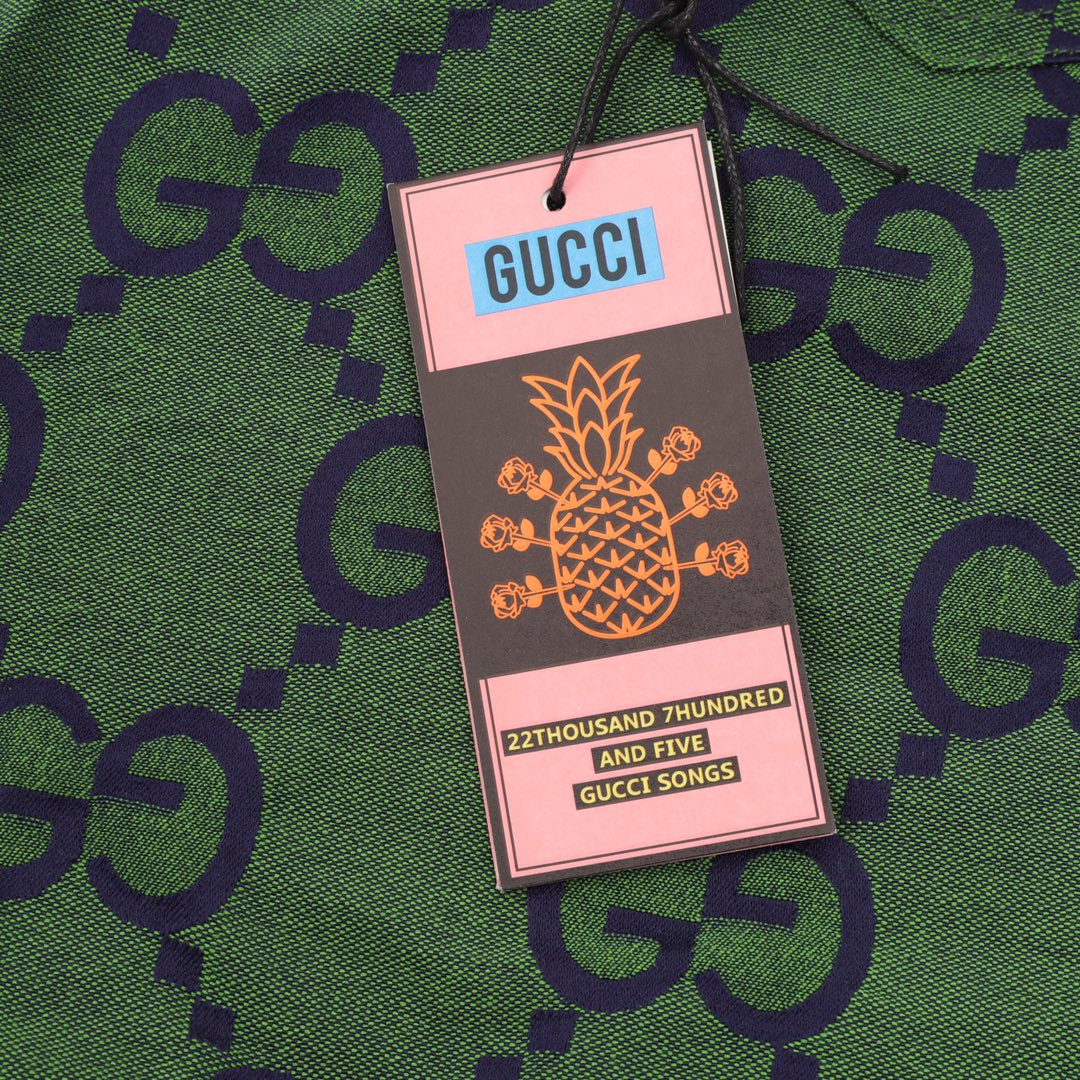 GUCCI
22THOUSAND 7HUNDRED
AND FIVE
GUCCI SONGS